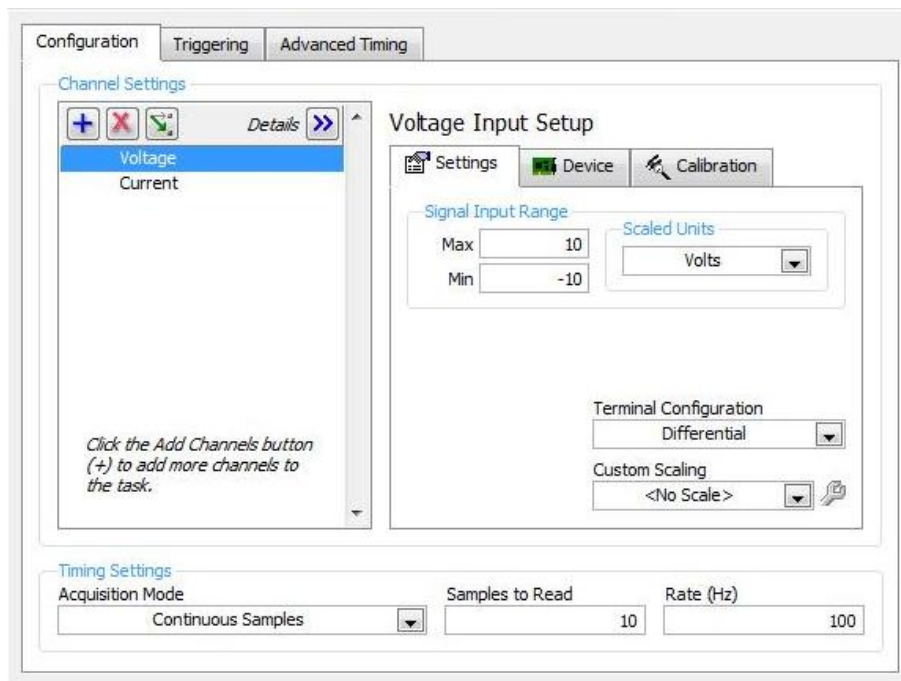 Configuration
Triggering
Advanced Timing
Channel Settings
Details
Voltage
Current
Click the Add Channels button
(+) to add more channels to
the task.
Voltage Input Setup
Settings
Device
Calibration
Signal Input Range
Max 10
Min -10
Scaled Units
Volts
Terminal Configuration
Differential
Custom Scaling
<No Scale>
Timing Settings
Acquisition Mode
Continuous Samples
Samples to Read
10
Rate (Hz)
100